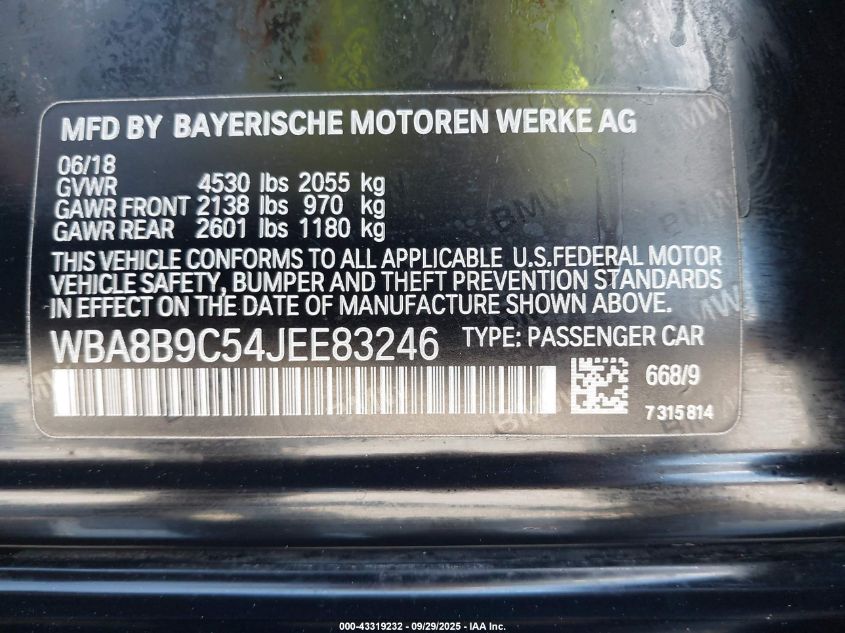 MFD BY BAYERISCHE MOTOREN WERKE AG
06/18
GVWR 4530 lbs 2055 kg
GAWR FRONT 2138 lbs 970 kg
GAWR REAR 2601 lbs 1180 kg
THIS VEHICLE CONFORMS TO ALL APPLICABLE U.S.FEDERAL MOTOR
VEHICLE SAFETY, BUMPER AND THEFT PREVENTION STANDARDS
IN EFFECT ON THE DATE OF MANUFACTURE SHOWN ABOVE.
WBA8B9C54JEE83246 TYPE: PASSENGER CAR
668/9
7 315 814
000-43319232 - 09/29/2025 - IAA Inc.